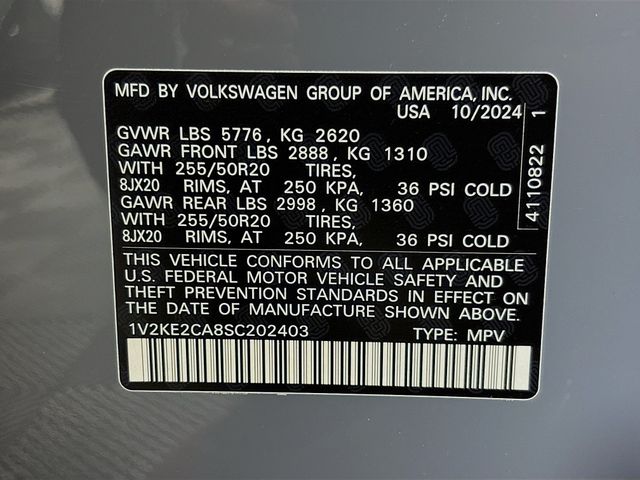 MFD BY VOLKSWAGEN GROUP OF AMERICA, INC.
USA 10/2024
GVWR LBS 5776, KG 2620
GAWR FRONT LBS 2888, KG 1310
WITH 255/50R20 TIRES,
8JX20 RIMS, AT 250 KPA, 36 PSI COLD
GAWR REAR LBS 2998, KG 1360
WITH 255/50R20 TIRES,
8JX20 RIMS, AT 250 KPA, 36 PSI COLD
4110822 1
THIS VEHICLE CONFORMS TO ALL APPLICABLE
U.S. FEDERAL MOTOR VEHICLE SAFETY AND
THEFT PREVENTION STANDARDS IN EFFECT ON
THE DATE OF MANUFACTURE SHOWN ABOVE.
1V2KE2CA8SC202403 TYPE: MPV